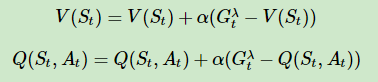 V(S_t) = V(S_t) + α(G_t^λ − V(S_t))
Q(S_t, A_t) = Q(S_t, A_t) + α(G_t^λ − Q(S_t, A_t))